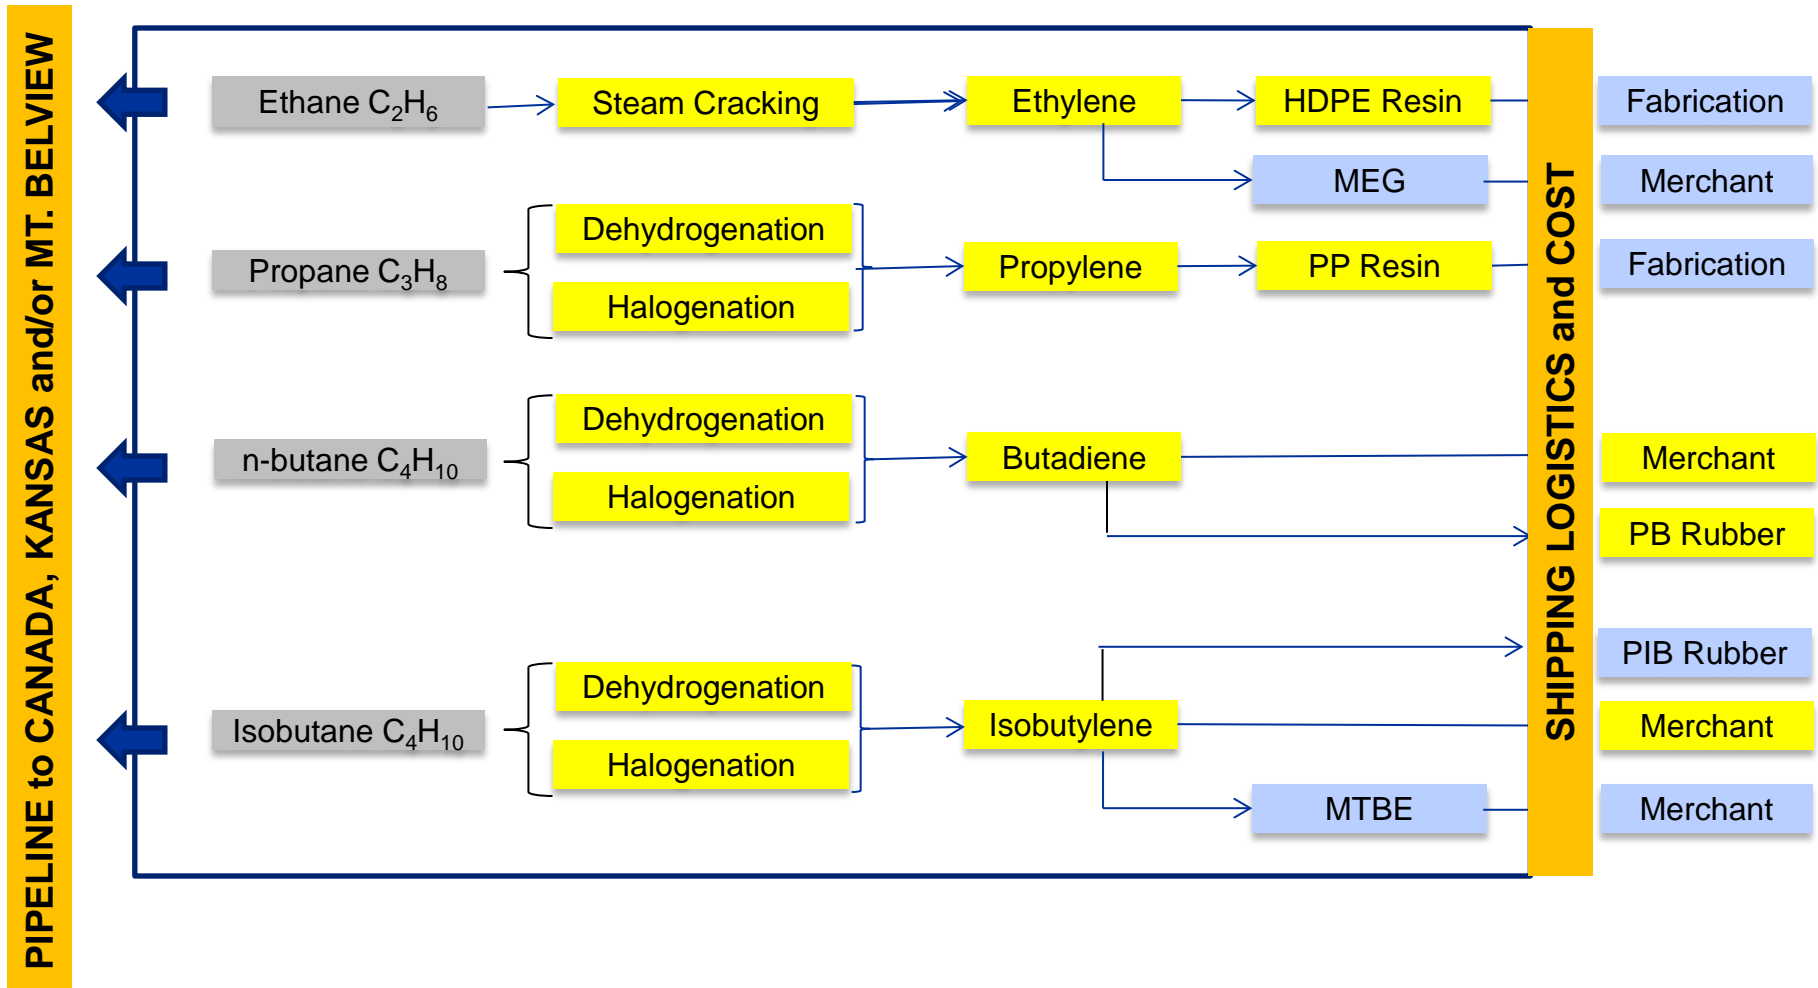 PIPELINE to CANADA, KANSAS and/or MT. BELVIEW
Ethane C₂H₆
Steam Cracking
Ethylene
HDPE Resin
Fabrication
MEG
Merchant
Propane C₃H₈
Dehydrogenation
Halogenation
Propylene
PP Resin
Fabrication
n-butane C₄H₁₀
Dehydrogenation
Halogenation
Butadiene
Merchant
PB Rubber
Isobutane C₄H₁₀
Dehydrogenation
Halogenation
Isobutylene
PIB Rubber
Merchant
MTBE
Merchant
SHIPPING LOGISTICS and COST